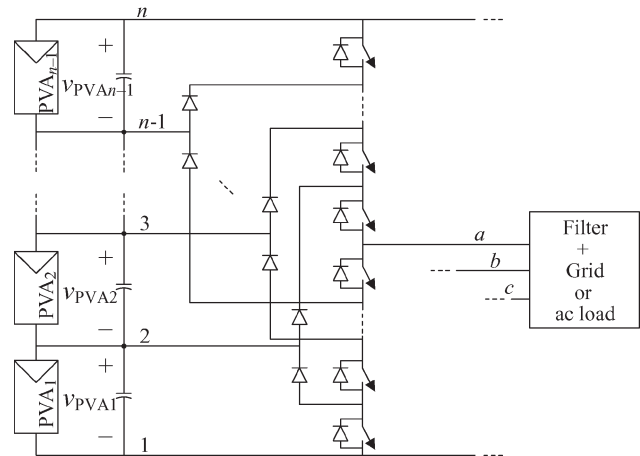 n
PVAn−1
+
vPVAn−1
−
n-1
3
PVA2
+
vPVA2
−
2
PVA1
+
vPVA1
−
1
a
b
c
Filter
+
Grid
or
ac load